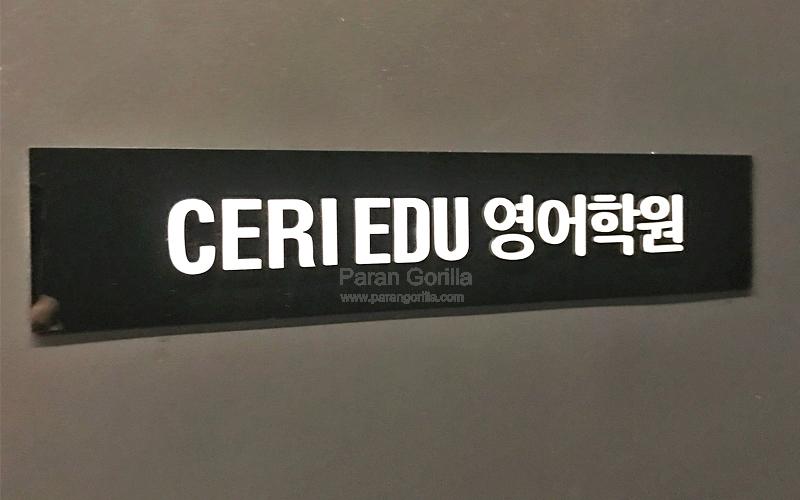 CERI EDU 영어학원
Paran Gorilla
www.parangorilla.com